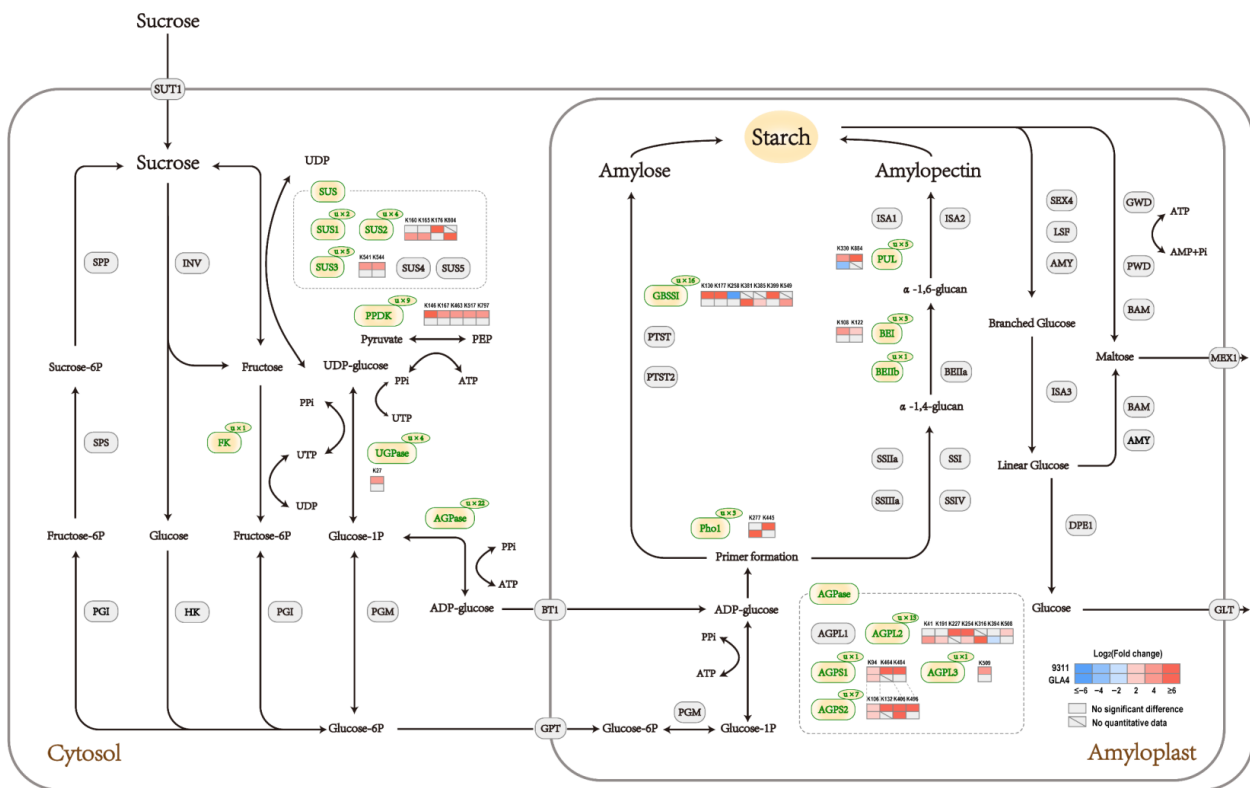 Sucrose
SUT1
Sucrose
UDP
SUS
u×2
SUS1
u×4
SUS2
K160 K165 K176 K804
u×5
SUS3
K541 K544
SUS4
SUS5
SPP
INV
u×9
PPDK
K146 K167 K463 K517 K797
Pyruvate
PEP
Sucrose-6P
Fructose
UDP-glucose
PPi
ATP
UTP
PPi
UTP
UDP
SPS
u×1
FK
u×4
UGPase
K27
u×22
AGPase
Fructose-6P
Glucose
Fructose-6P
Glucose-1P
PPi
ATP
ADP-glucose
PGI
HK
PGI
PGM
Glucose-6P
Cytosol
BT1
GPT
Starch
Amylose
Amylopectin
ISA1
ISA2
K330 K884
u×5
PUL
α-1,6-glucan
u×16
GBSSI
K130 K177 K258 K381 K385 K399 K549
PTST
PTST2
K108 K122
u×3
BEI
u×1
BEIIb
BEIIa
α-1,4-glucan
SSIIa
SSI
SSIIIa
SSIV
u×3
Pho1
K277 K445
Primer formation
ADP-glucose
PPi
ATP
Glucose-6P
PGM
Glucose-1P
AGPase
AGPL1
u×13
AGPL2
K41 K191 K227 K254 K316 K394 K508
u×1
AGPS1
K94 K464 K484
u×1
AGPL3
K509
u×7
AGPS2
K106 K132 K406 K496
SEX4
LSF
AMY
GWD
ATP
AMP+Pi
PWD
BAM
Branched Glucose
Maltose
MEX1
ISA3
BAM
AMY
Linear Glucose
DPE1
Glucose
GLT
Log2(Fold change)
9311
GLA4
≤−6 −4 −2 2 4 ≥6
No significant difference
No quantitative data
Amyloplast